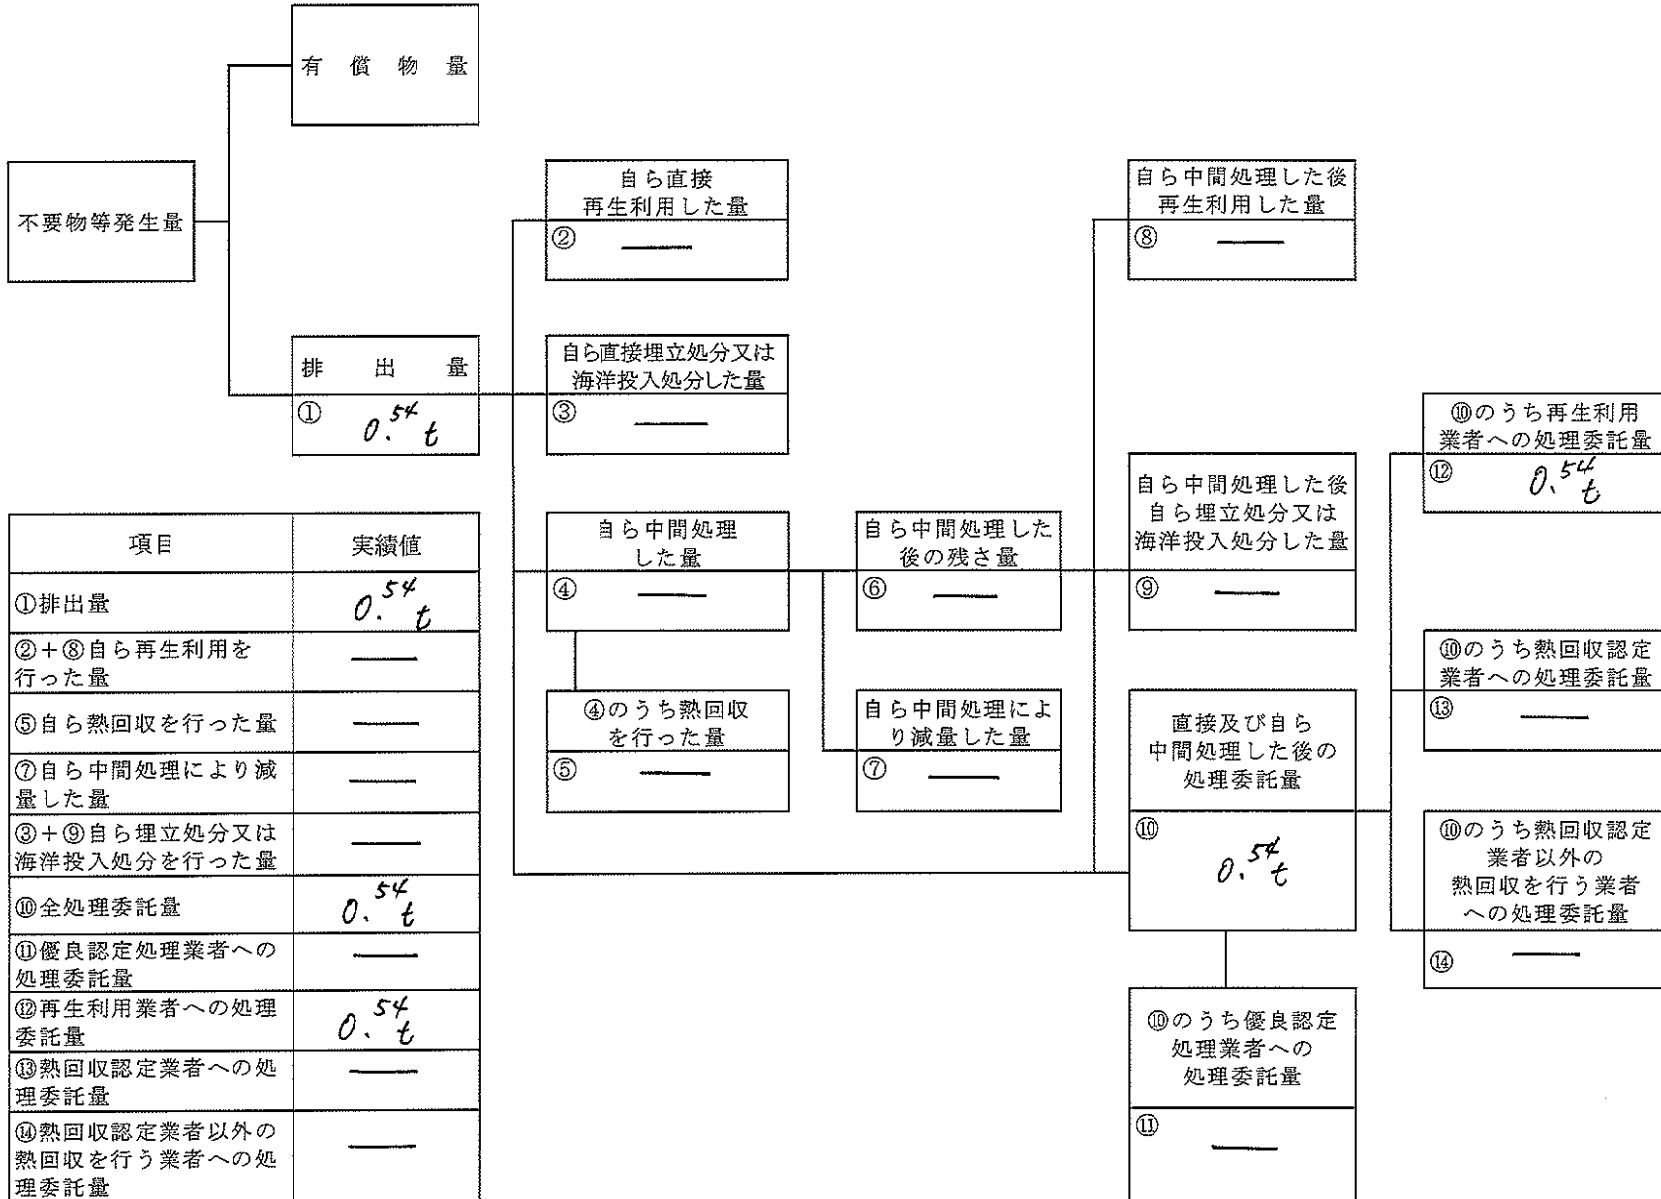 有償物量
不要物等発生量
排出量
① 0.54 t
自ら直接
再生利用した量
② —
自ら直接埋立処分又は
海洋投入処分した量
③ —
自ら中間処理
した量
④ —
④のうち熱回収
を行った量
⑤ —
自ら中間処理した
後の残さ量
⑥ —
自ら中間処理によ
り減量した量
⑦ —
自ら中間処理した後
再生利用した量
⑧ —
自ら中間処理した後
自ら埋立処分又は
海洋投入処分した量
⑨ —
直接及び自ら
中間処理した後の
処理委託量
⑩ 0.54 t
⑩のうち優良認定
処理業者への
処理委託量
⑪ —
⑩のうち再生利用
業者への処理委託量
⑫ 0.54 t
⑩のうち熱回収認定
業者への処理委託量
⑬ —
⑩のうち熱回収認定
業者以外の
熱回収を行う業者
への処理委託量
⑭ —
項目 実績値
①排出量 0.54 t
②+⑧自ら再生利用を
行った量 —
⑤自ら熱回収を行った量 —
⑦自ら中間処理により減
量した量 —
③+⑨自ら埋立処分又は
海洋投入処分を行った量 —
⑩全処理委託量 0.54 t
⑪優良認定処理業者への
処理委託量 —
⑫再生利用業者への処理
委託量 0.54 t
⑬熱回収認定業者への処
理委託量 —
⑭熱回収認定業者以外の
熱回収を行う業者への処
理委託量 —